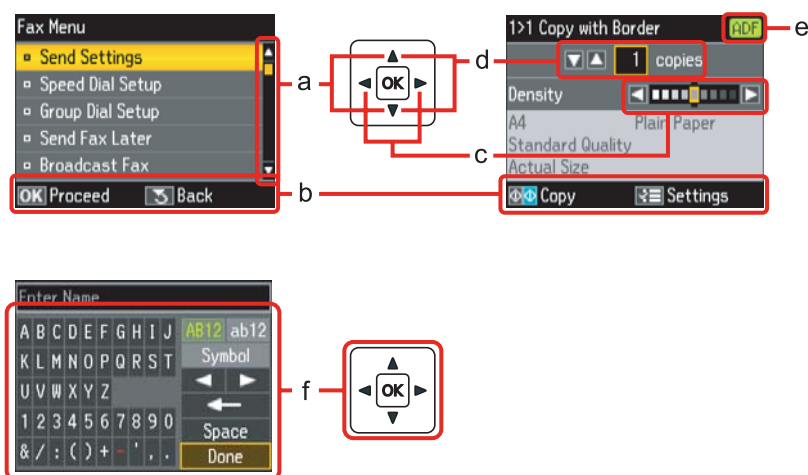 Fax Menu
Send Settings
Speed Dial Setup
Group Dial Setup
Send Fax Later
Broadcast Fax
OK Proceed Back
a
b
OK
d
c
1>1 Copy with Border ADF
e
1 copies
Density
A4 Plain Paper
Standard Quality
Actual Size
Copy Settings
Enter Name
A B C D E F G H I J AB12 ab12
K L M N O P Q R S T Symbol
U V W X Y Z
1 2 3 4 5 6 7 8 9 0 Space
& / : ( ) + - ' , . Done
f
OK